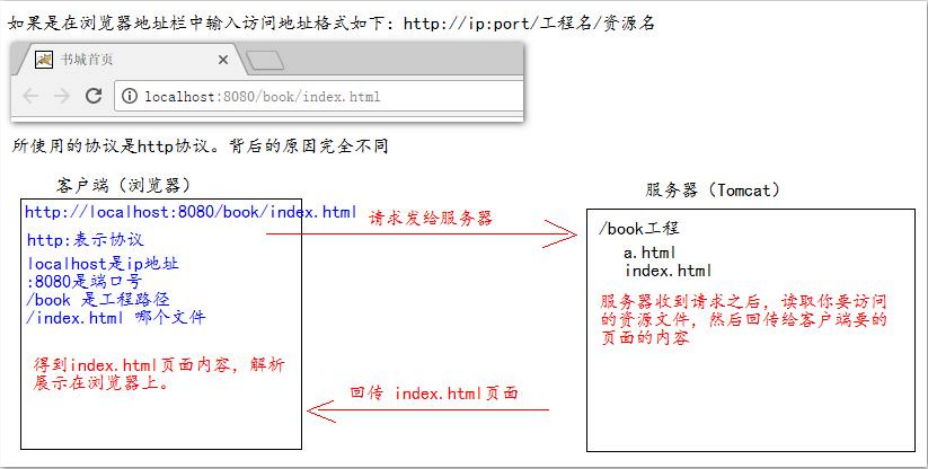 如果是在浏览器地址栏中输入访问地址格式如下: http://ip:port/工程名/资源名
书城首页
localhost:8080/book/index.html
所使用的协议是http协议。背后的原因完全不同
客户端（浏览器）
http://localhost:8080/book/index.html
http:表示协议
localhost是ip地址
:8080是端口号
/book 是工程路径
/index.html 哪个文件
得到index.html页面内容，解析
展示在浏览器上。
请求发给服务器
回传 index.html页面
服务器（Tomcat）
/book工程
a.html
index.html
服务器收到请求之后，读取你要访问
的资源文件，然后回传给客户端要的
页面的内容